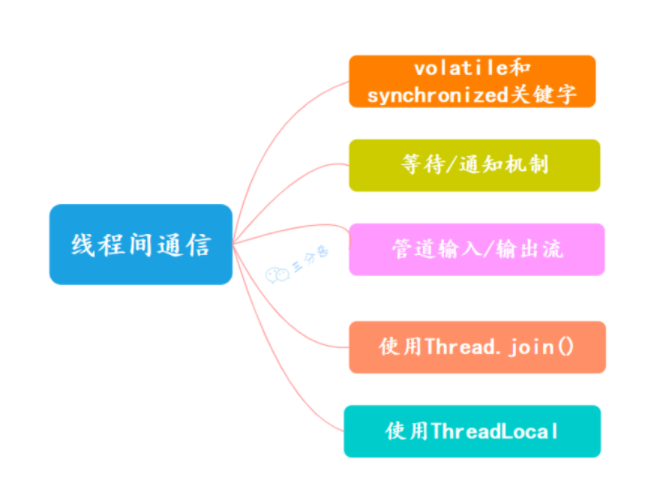 volatile和
synchronized关键字
等待/通知机制
线程间通信
管道输入/输出流
三分恶
使用Thread.join()
使用ThreadLocal